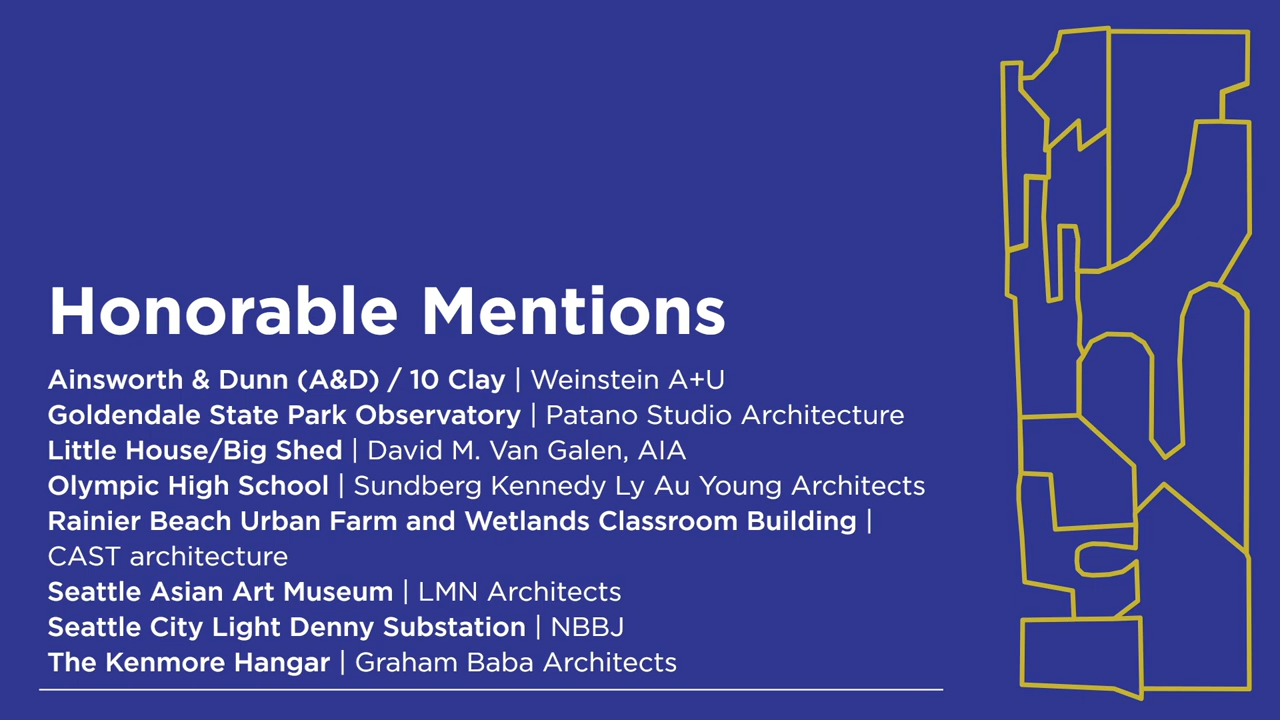 Honorable Mentions
Ainsworth & Dunn (A&D) / 10 Clay | Weinstein A+U
Goldendale State Park Observatory | Patano Studio Architecture
Little House/Big Shed | David M. Van Galen, AIA
Olympic High School | Sundberg Kennedy Ly Au Young Architects
Rainier Beach Urban Farm and Wetlands Classroom Building |
CAST architecture
Seattle Asian Art Museum | LMN Architects
Seattle City Light Denny Substation | NBBJ
The Kenmore Hangar | Graham Baba Architects